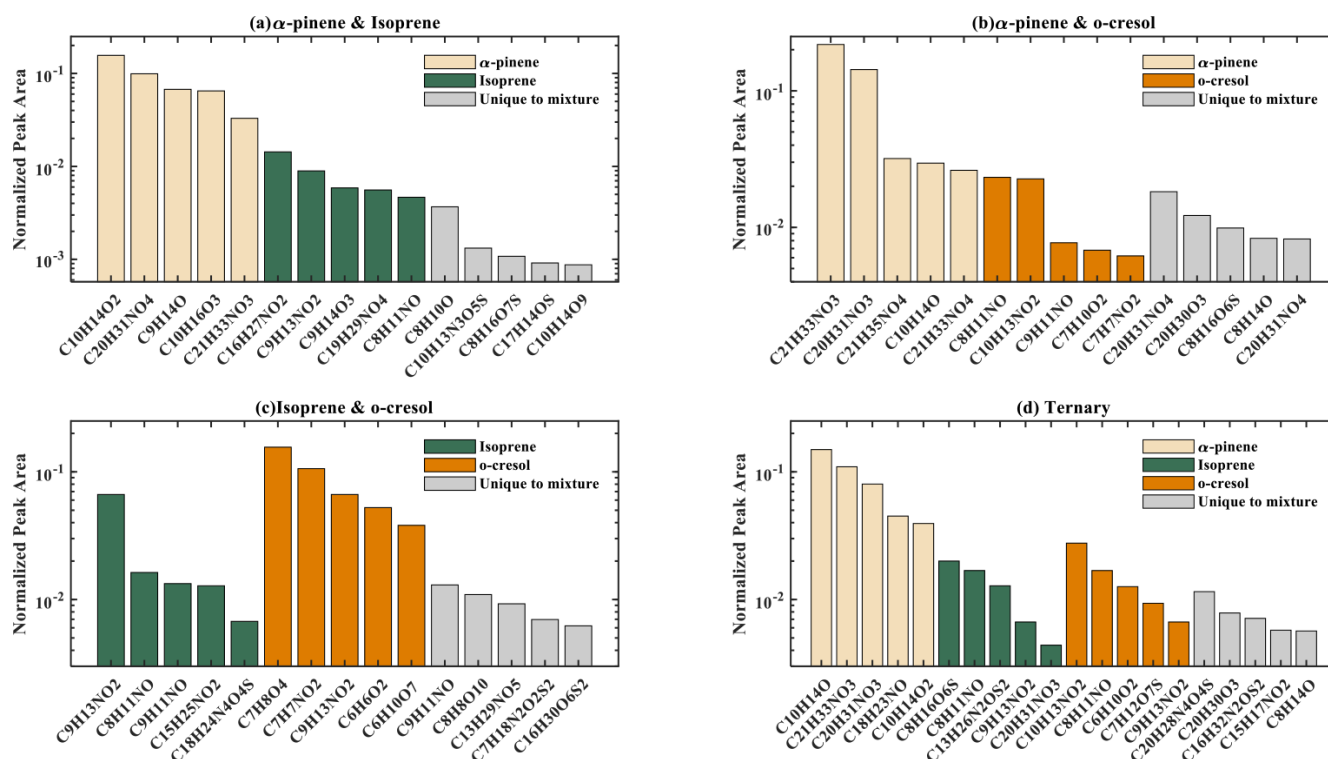 (a)α-pinene & Isoprene
Normalized Peak Area
10-1
10-2
10-3
α-pinene
Isoprene
Unique to mixture
C10H14O2
C20H31NO4
C9H14O
C10H16O3
C21H33NO3
C16H27NO2
C9H13NO2
C9H14O3
C19H29NO4
C8H11NO
C8H10O
C10H13N3O5S
C8H16O7S
C17H14OS
C10H14O9
(b)α-pinene & o-cresol
Normalized Peak Area
10-1
10-2
α-pinene
o-cresol
Unique to mixture
C21H33NO3
C20H31NO3
C21H35NO4
C10H14O
C21H33NO4
C8H11NO
C10H13NO2
C9H11NO
C7H10O2
C7H7NO2
C20H31NO4
C20H30O3
C8H16O6S
C8H14O
C20H31NO4
(c)Isoprene & o-cresol
Normalized Peak Area
10-1
10-2
Isoprene
o-cresol
Unique to mixture
C9H13NO2
C8H11NO
C9H11NO
C15H25NO2
C18H24N4O4S
C7H8O4
C7H7NO2
C9H13NO2
C6H6O2
C6H10O7
C9H11NO
C8H8O10
C13H29NO5
C7H18N2O2S2
C16H30O6S2
(d) Ternary
Normalized Peak Area
10-1
10-2
α-pinene
Isoprene
o-cresol
Unique to mixture
C10H14O
C21H33NO3
C20H31NO3
C18H23NO
C10H14O2
C8H16O6S
C8H11NO
C13H26N2OS2
C9H13NO2
C20H31NO3
C10H13NO2
C8H11NO
C6H10O2
C7H12O7S
C9H13NO2
C20H28N4O4S
C20H30O3
C16H32N2OS2
C15H17NO2
C8H14O